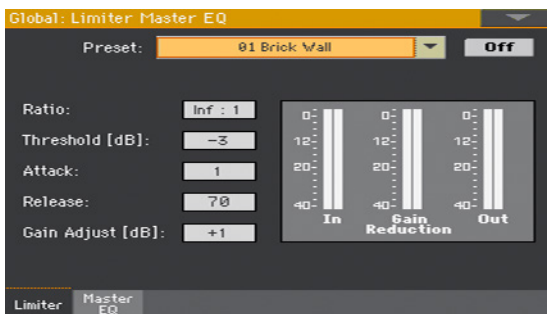 Global: Limiter Master EQ
Preset: 01 Brick Wall Off
Ratio: Inf : 1
Threshold [dB]: -3
Attack: 1
Release: 70
Gain Adjust [dB]: +1
0 0 0
12 12 12
20 20 20
40 40 40
In Gain Reduction Out
Limiter Master EQ